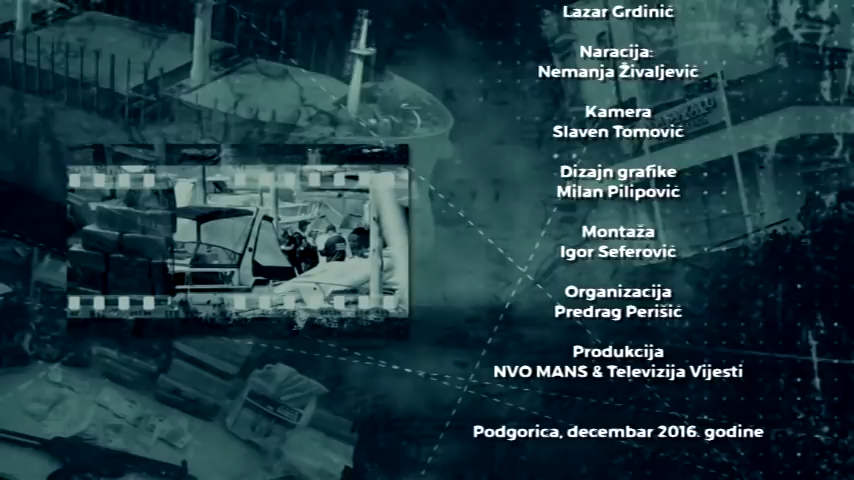 Lazar Grdinić
Naracija:
Nemanja Živaljević
Kamera
Slaven Tomović
Dizajn grafike
Milan Pilipović
Montaža
Igor Seferović
Organizacija
Predrag Perišić
Produkcija
NVO MANS & Televizija Vijesti
Podgorica, decembar 2016. godine